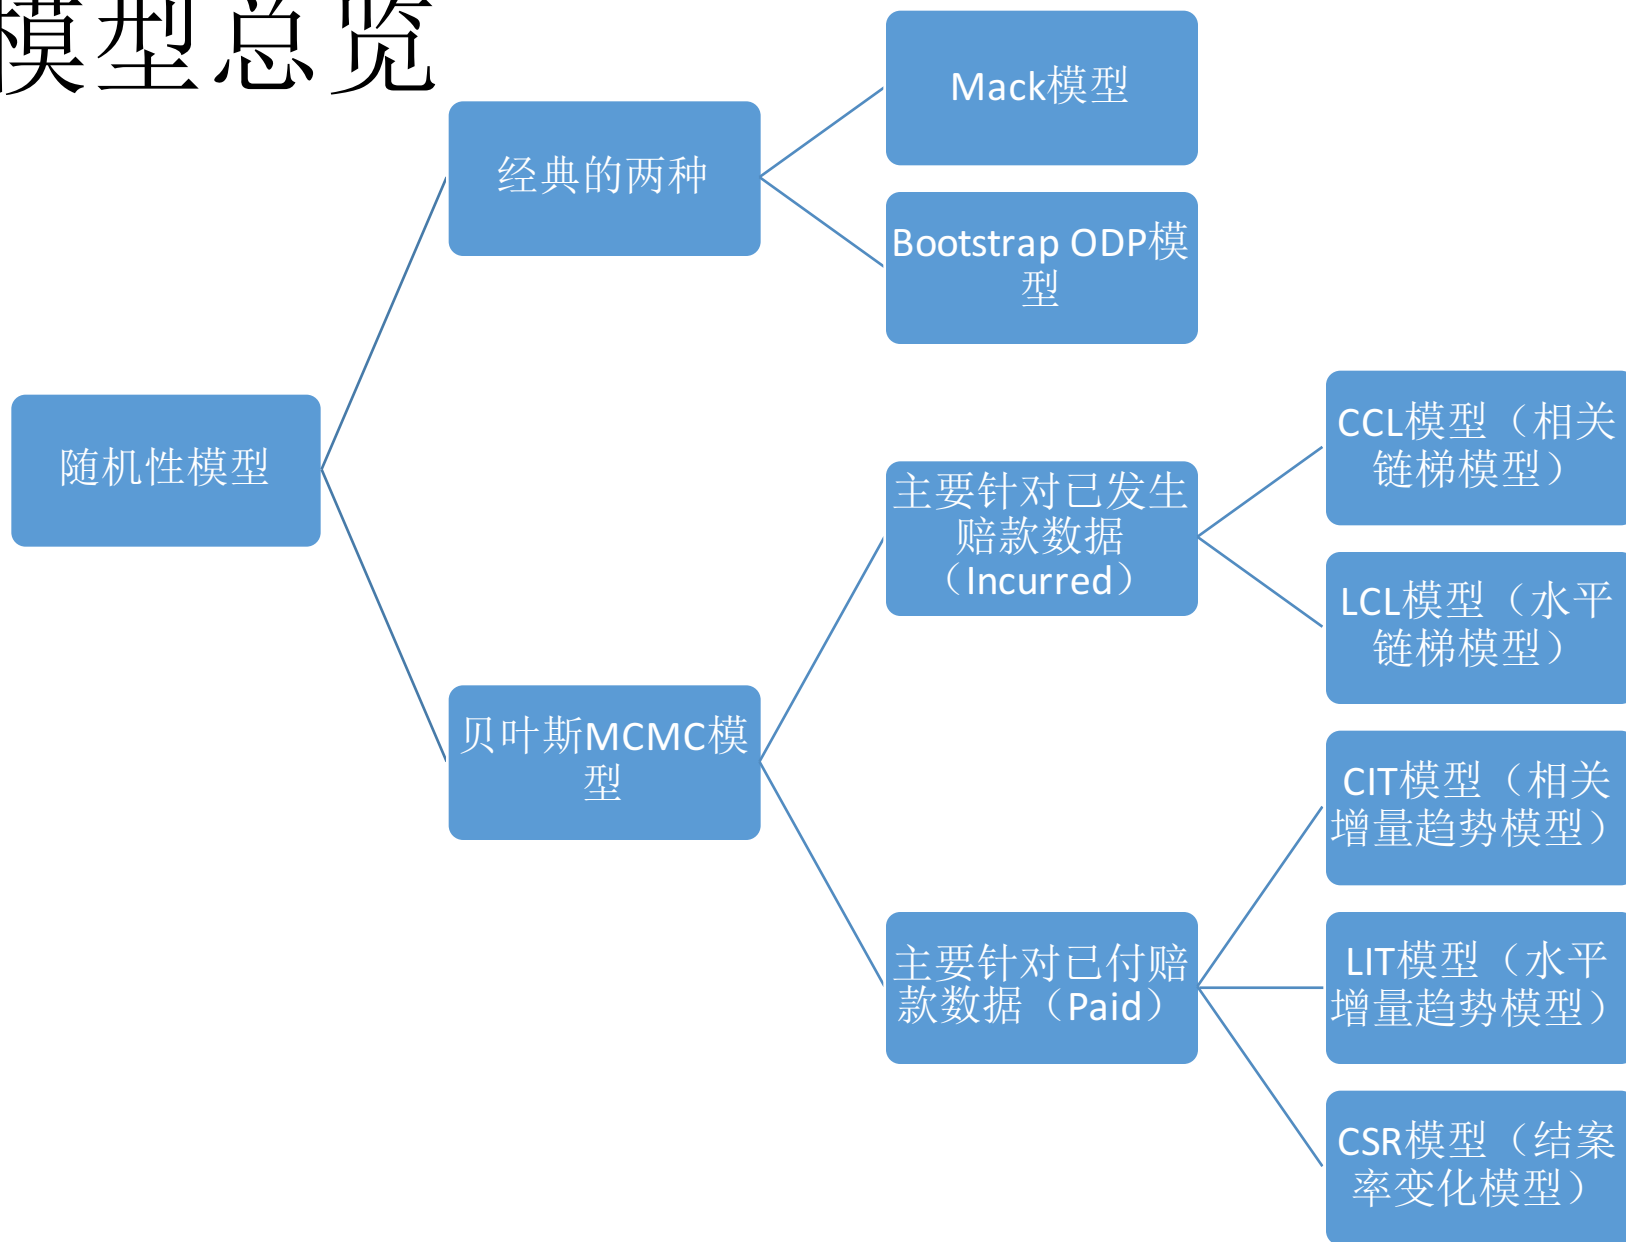 模型总览
Mack模型
经典的两种
Bootstrap ODP模
型
随机性模型
CCL模型（相关
链梯模型）
主要针对已发生
赔款数据
（Incurred）
LCL模型（水平
链梯模型）
贝叶斯MCMC模
型
CIT模型（相关
增量趋势模型）
主要针对已付赔
款数据（Paid）
LIT模型（水平
增量趋势模型）
CSR模型（结案
率变化模型）